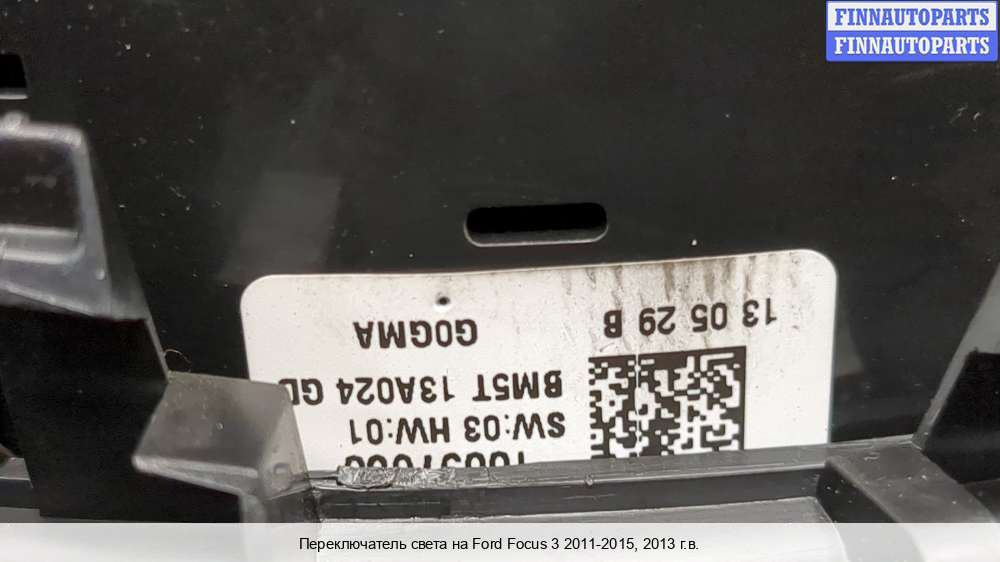 FINNAUTOPARTS
FINNAUTOPARTS
SW:03 HW:01
BM5T 13A024 GD
G0GMA
13 05 29 B
Переключатель света на Ford Focus 3 2011-2015, 2013 г.в.